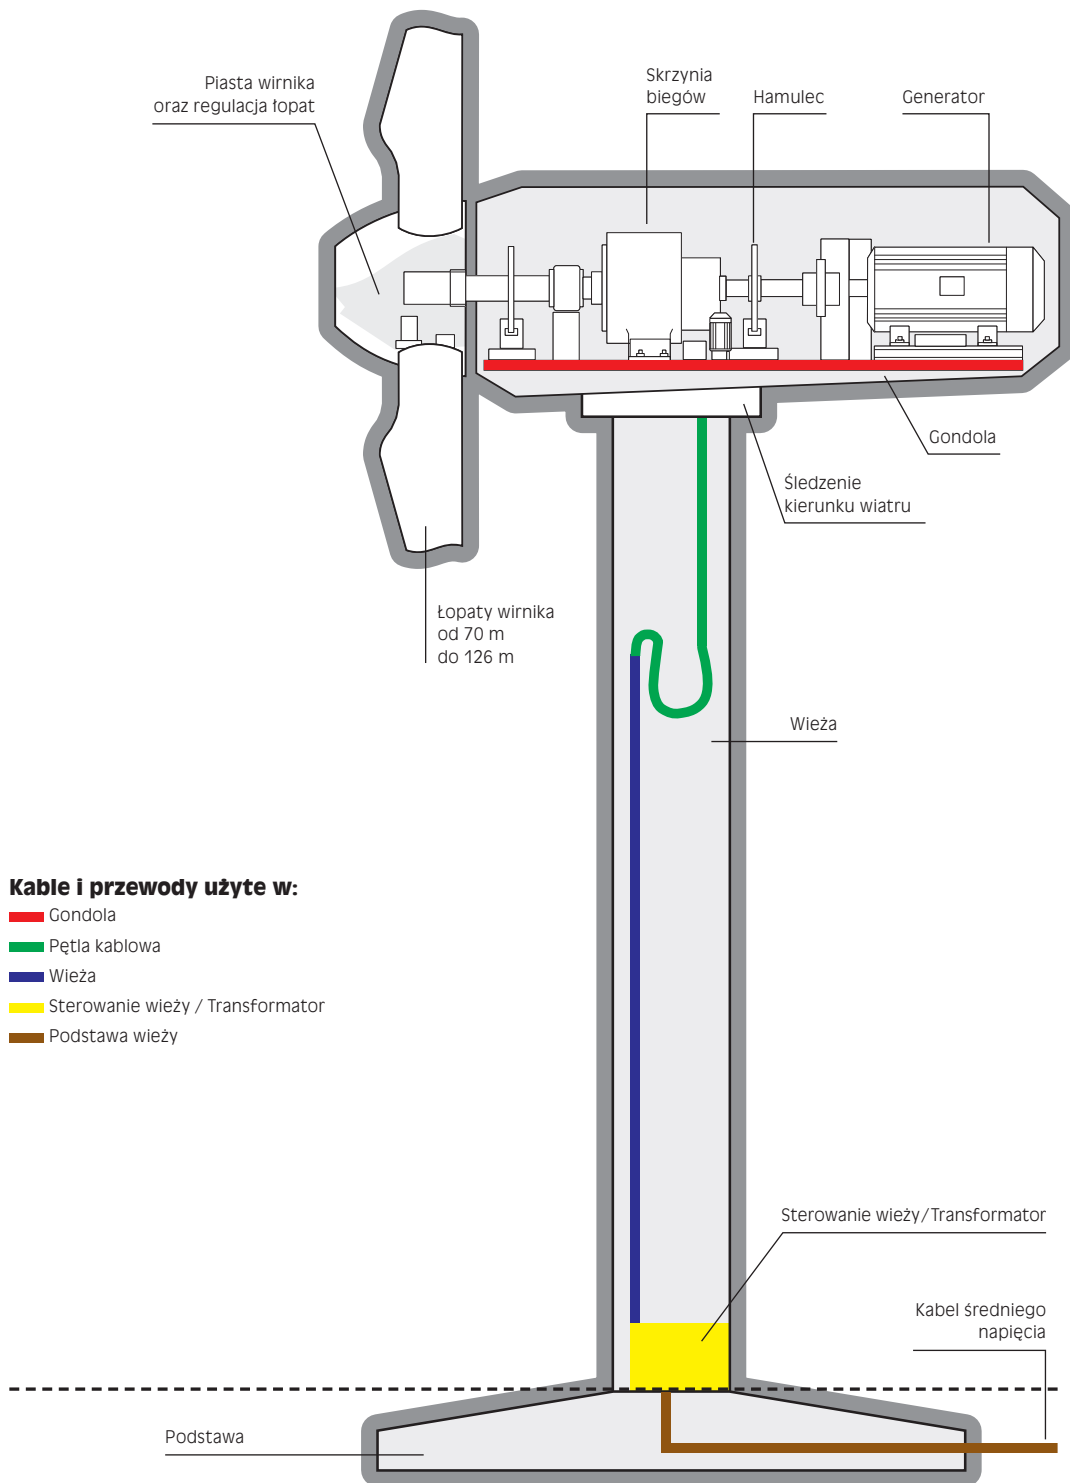 Piasta wirnika
oraz regulacja łopat
Skrzynia
biegów
Hamulec
Generator
Gondola
Śledzenie
kierunku wiatru
Łopaty wirnika
od 70 m
do 126 m
Wieża
Kable i przewody użyte w:
Gondola
Pętla kablowa
Wieża
Sterowanie wieży / Transformator
Podstawa wieży
Sterowanie wieży/Transformator
Kabel średniego
napięcia
Podstawa